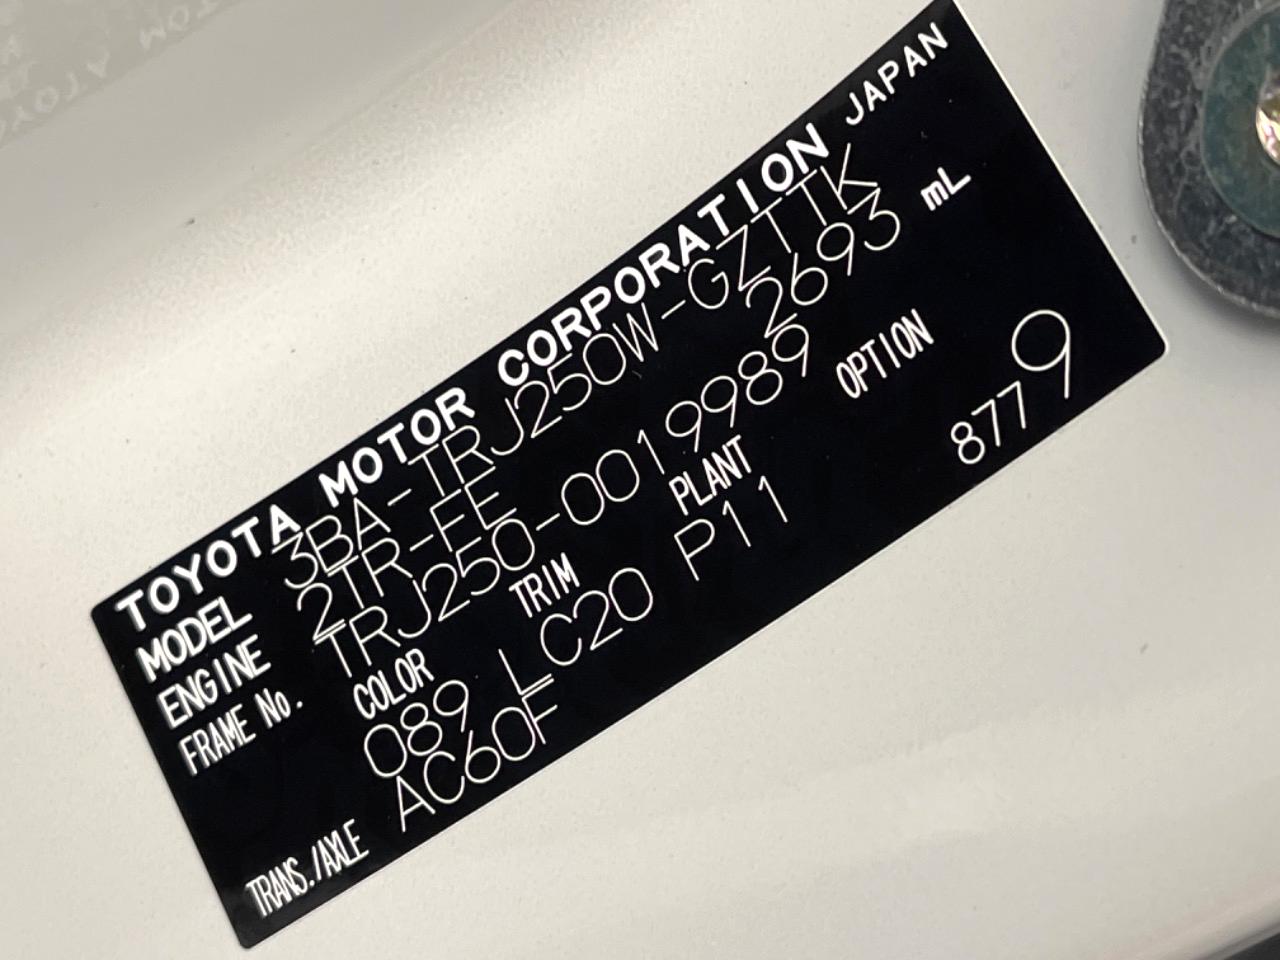 TOYOTA MOTOR CORPORATION JAPAN
MODEL 3BA-TRJ250W-GZTTK
ENGINE 2TR-FE 2693 mL
FRAME No. TRJ250-0019989
COLOR TRIM PLANT OPTION
089 LC20 P11 8779
TRANS./AXLE AC60F